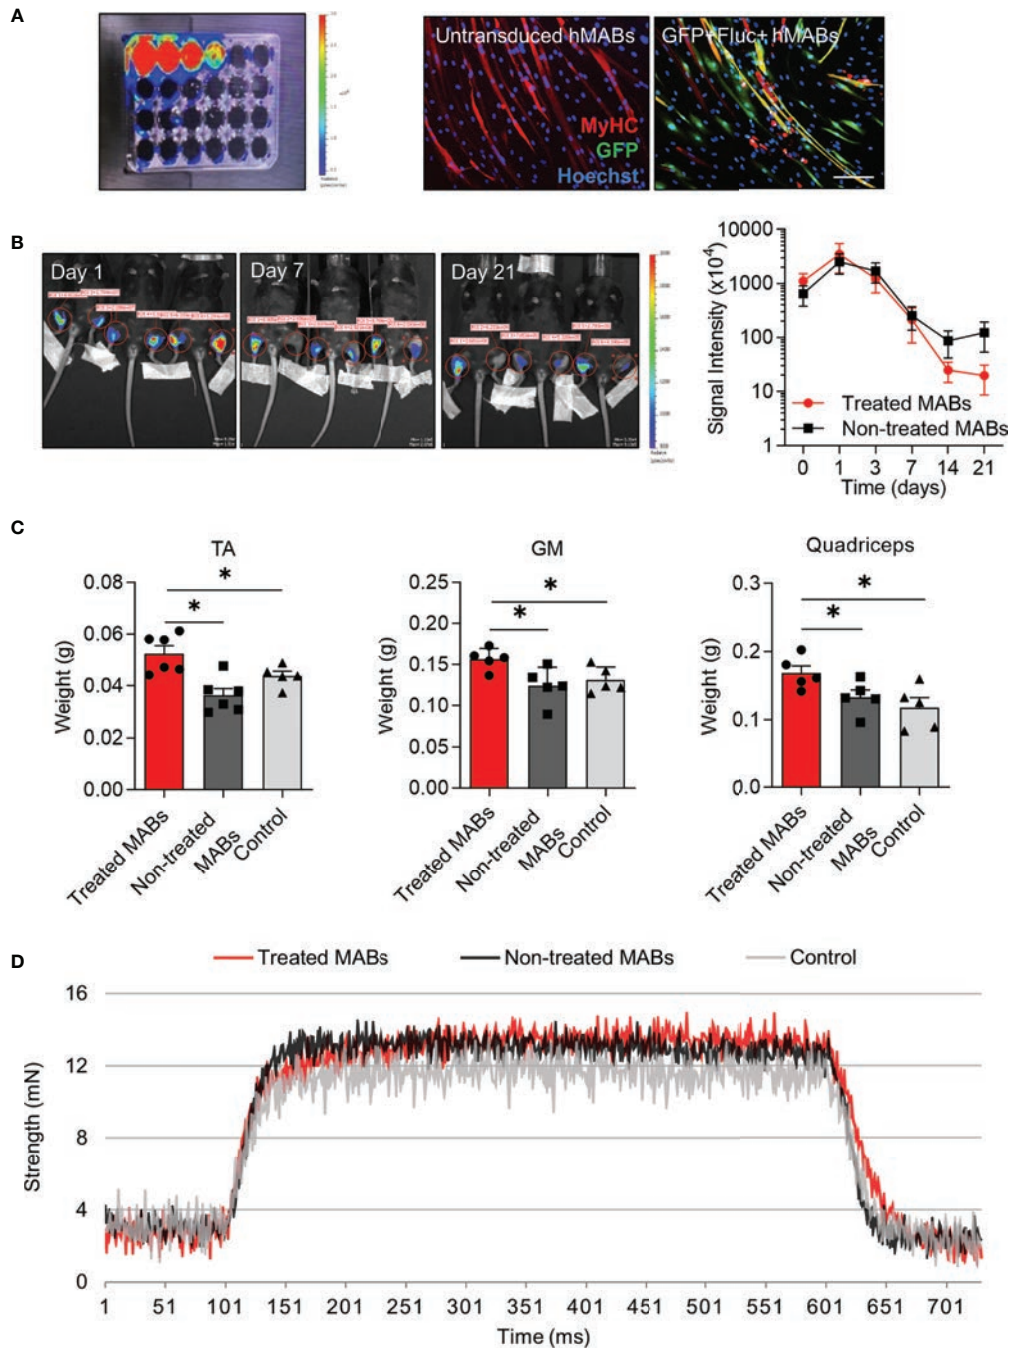 A
Untransduced hMABs
MyHC
GFP
Hoechst
GFP+Fluc+ hMABs
B
Day 1
Day 7
Day 21
Signal Intensity (x10⁴)
10000
1000
100
10
1
Treated MABs
Non-treated MABs
0 1 3 7 14 21
Time (days)
C
TA
Weight (g)
0.08
0.06
0.04
0.02
0.00
* *
Treated MABs
Non-treated
MABs
Control
GM
Weight (g)
0.25
0.20
0.15
0.10
0.05
0.00
* *
Treated MABs
Non-treated
MABs
Control
Quadriceps
Weight (g)
0.3
0.2
0.1
0.0
* *
Treated MABs
Non-treated
MABs
Control
D
Treated MABs Non-treated MABs Control
Strength (mN)
16
12
8
4
0
1 51 101 151 201 251 301 351 401 451 501 551 601 651 701
Time (ms)